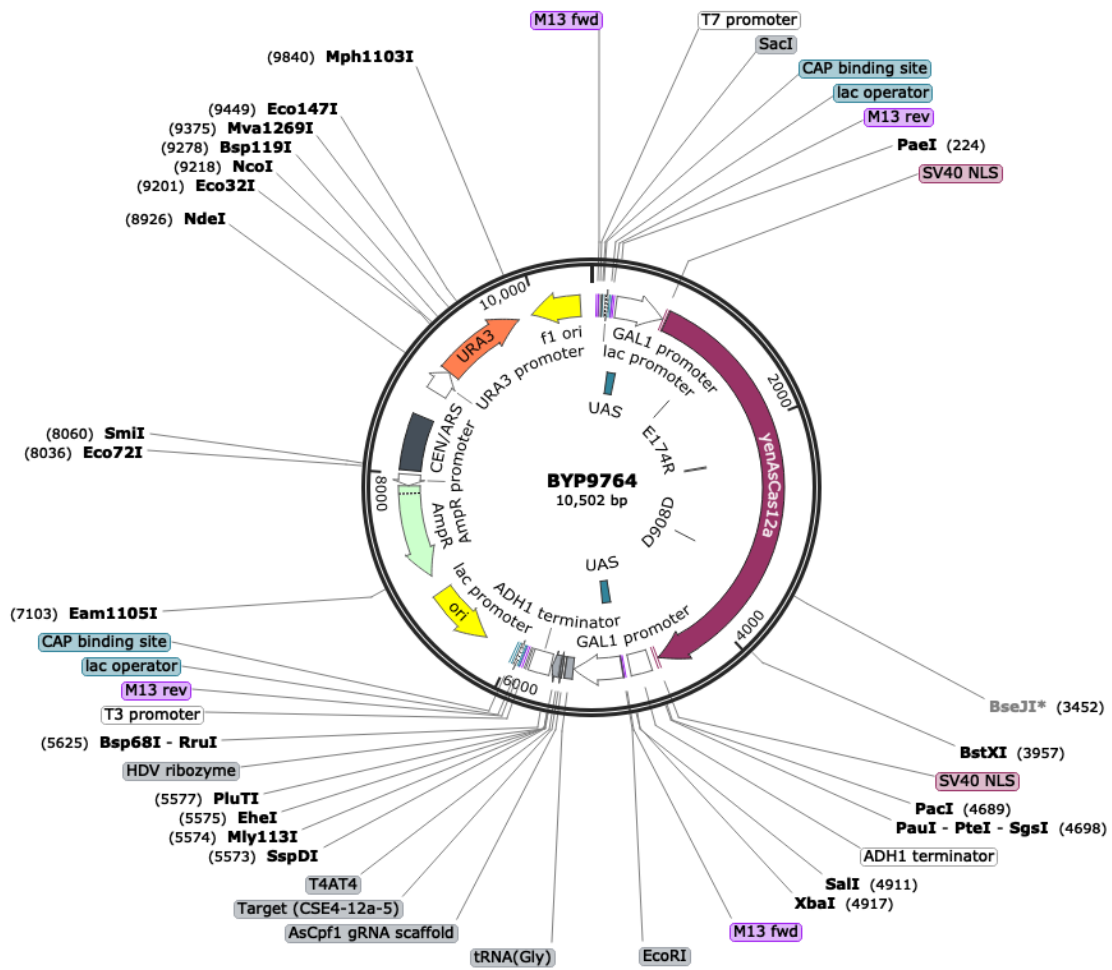 M13 fwd
T7 promoter
SacI
CAP binding site
lac operator
M13 rev
PaeI (224)
SV40 NLS
(9840) Mph1103I
(9449) Eco147I
(9375) Mva1269I
(9278) Bsp119I
(9218) NcoI
(9201) Eco32I
(8926) NdeI
(8060) SmiI
(8036) Eco72I
(7103) Eam1105I
CAP binding site
lac operator
M13 rev
T3 promoter
(5625) Bsp68I - RruI
HDV ribozyme
(5577) PluTI
(5575) EheI
(5574) Mly113I
(5573) SspDI
T4AT4
Target (CSE4-12a-5)
AsCpf1 gRNA scaffold
tRNA(Gly)
EcoRI
M13 fwd
XbaI (4917)
SalI (4911)
ADH1 terminator
PauI - PteI - SgsI (4698)
PacI (4689)
SV40 NLS
BstXI (3957)
BseJI* (3452)
10,000
2000
4000
6000
8000
f1 ori
URA3
URA3 promoter
CEN/ARS
AmpR promoter
AmpR
ori
lac promoter
ADH1 terminator
GAL1 promoter
UAS
GAL1 promoter
lac promoter
UAS
E174R
D908D
yenAsCas12a
BYP9764
10,502 bp